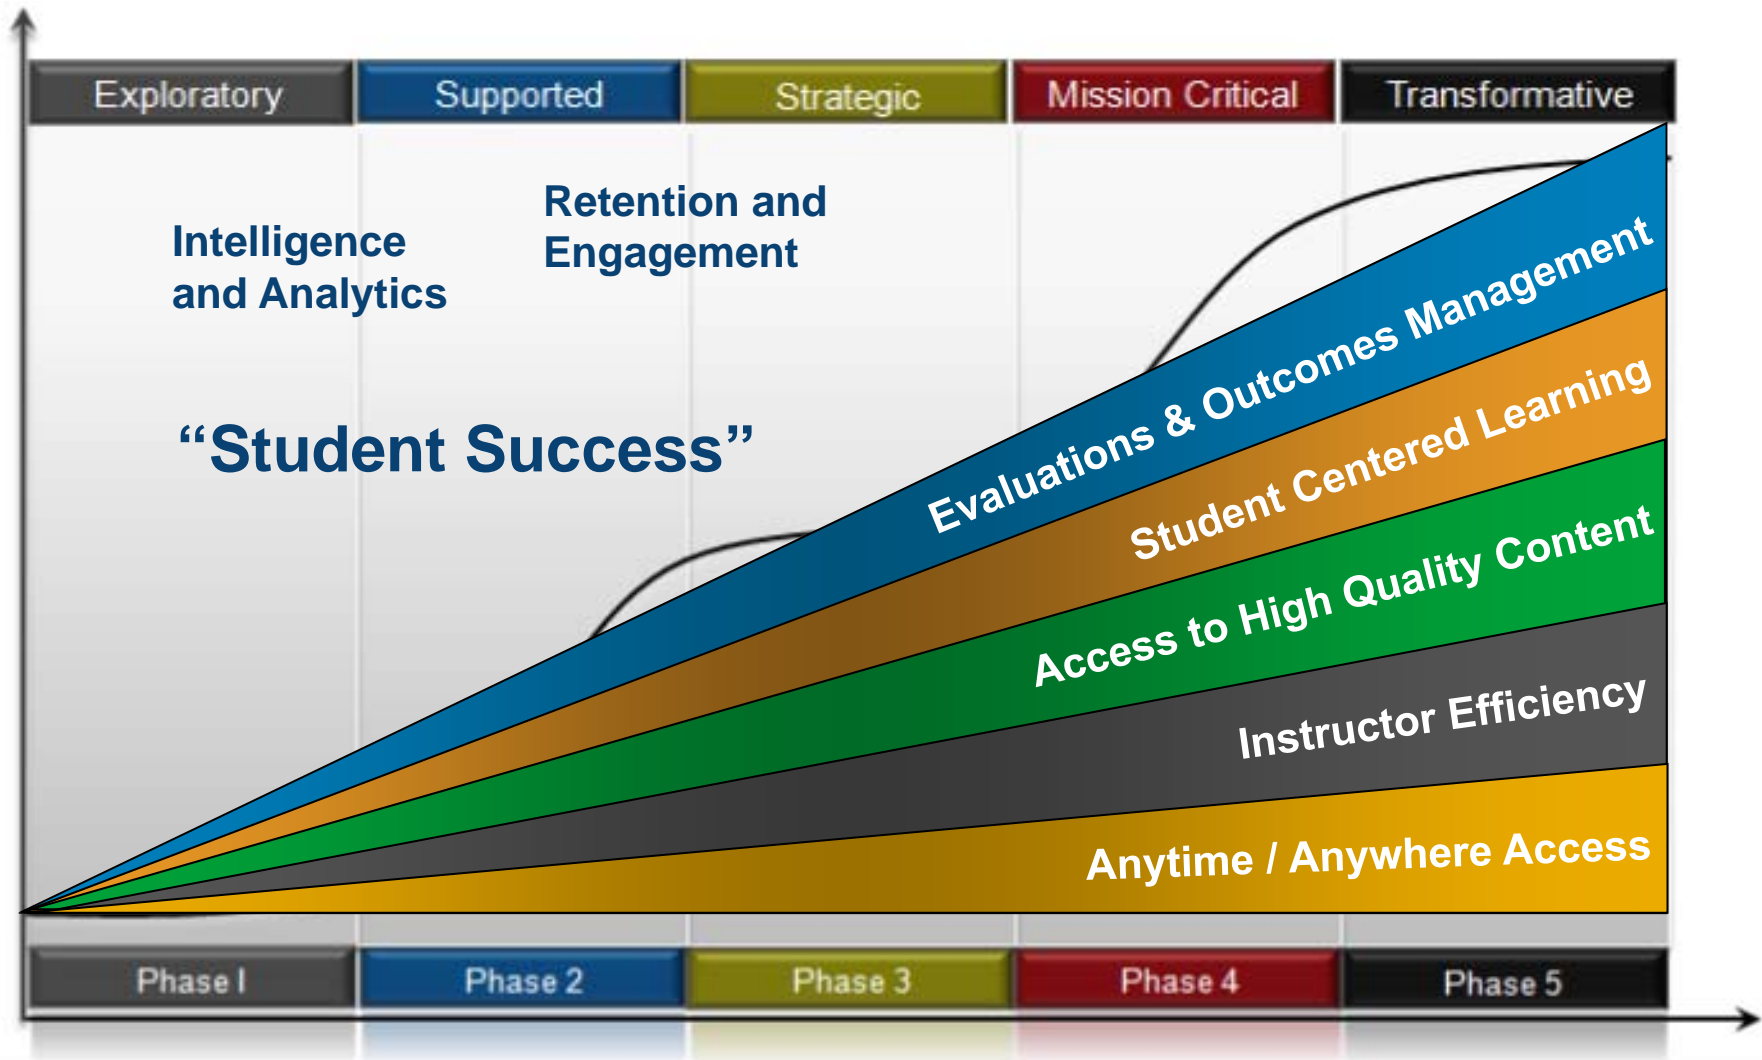 Exploratory
Supported
Strategic
Mission Critical
Transformative
Retention and
Engagement
Intelligence
and Analytics
“Student Success”
Evaluations & Outcomes Management
Student Centered Learning
Access to High Quality Content
Instructor Efficiency
Anytime / Anywhere Access
Phase I
Phase 2
Phase 3
Phase 4
Phase 5